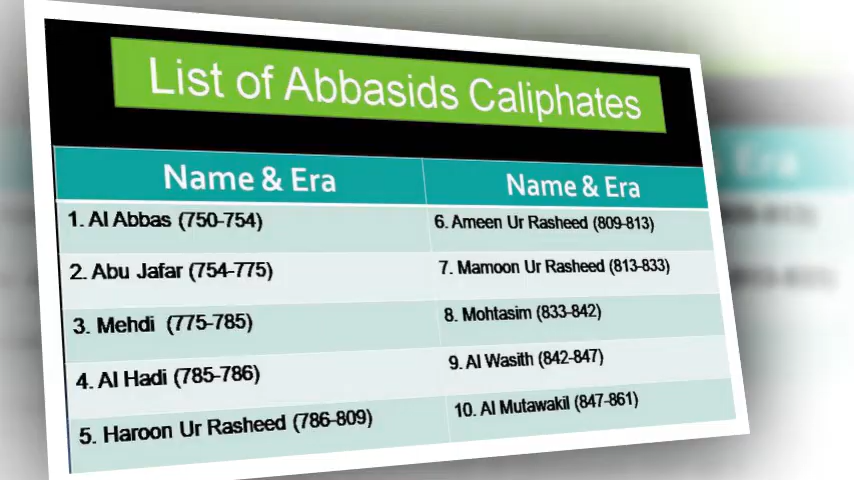 List of Abbasids Caliphates
Name & Era
Name & Era
1. Al Abbas (750-754)
6. Ameen Ur Rasheed (809-813)
2. Abu Jafar (754-775)
7. Mamoon Ur Rasheed (813-833)
3. Mehdi (775-785)
8. Mohtasim (833-842)
4. Al Hadi (785-786)
9. Al Wasith (842-847)
5. Haroon Ur Rasheed (786-809)
10. Al Mutawakil (847-861)